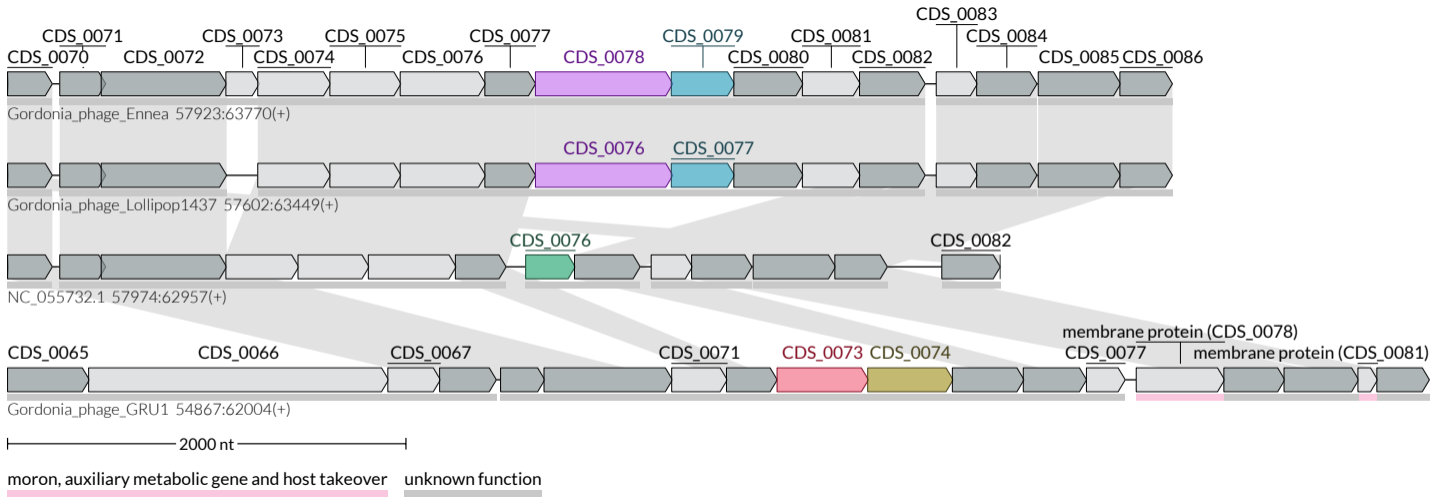 CDS_0083
CDS_0071 CDS_0073 CDS_0075 CDS_0077 CDS_0079 CDS_0081 CDS_0084
CDS_0070 CDS_0072 CDS_0074 CDS_0076 CDS_0078 CDS_0080 CDS_0082 CDS_0085 CDS_0086
Gordonia_phage_Ennea 57923:63770(+)
CDS_0076 CDS_0077
Gordonia_phage_Lollipop1437 57602:63449(+)
CDS_0076 CDS_0082
NC_055732.1 57974:62957(+)
membrane protein (CDS_0078)
CDS_0065 CDS_0066 CDS_0067 CDS_0071 CDS_0073 CDS_0074 CDS_0077 membrane protein (CDS_0081)
Gordonia_phage_GRU1 54867:62004(+)
2000 nt
moron, auxiliary metabolic gene and host takeover unknown function